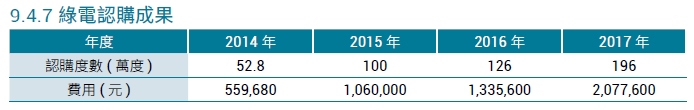 9.4.7 綠電認購成果
年度 2014 年 2015 年 2016 年 2017 年
認購度數 ( 萬度 ) 52.8 100 126 196
費用 ( 元 ) 559,680 1,060,000 1,335,600 2,077,600